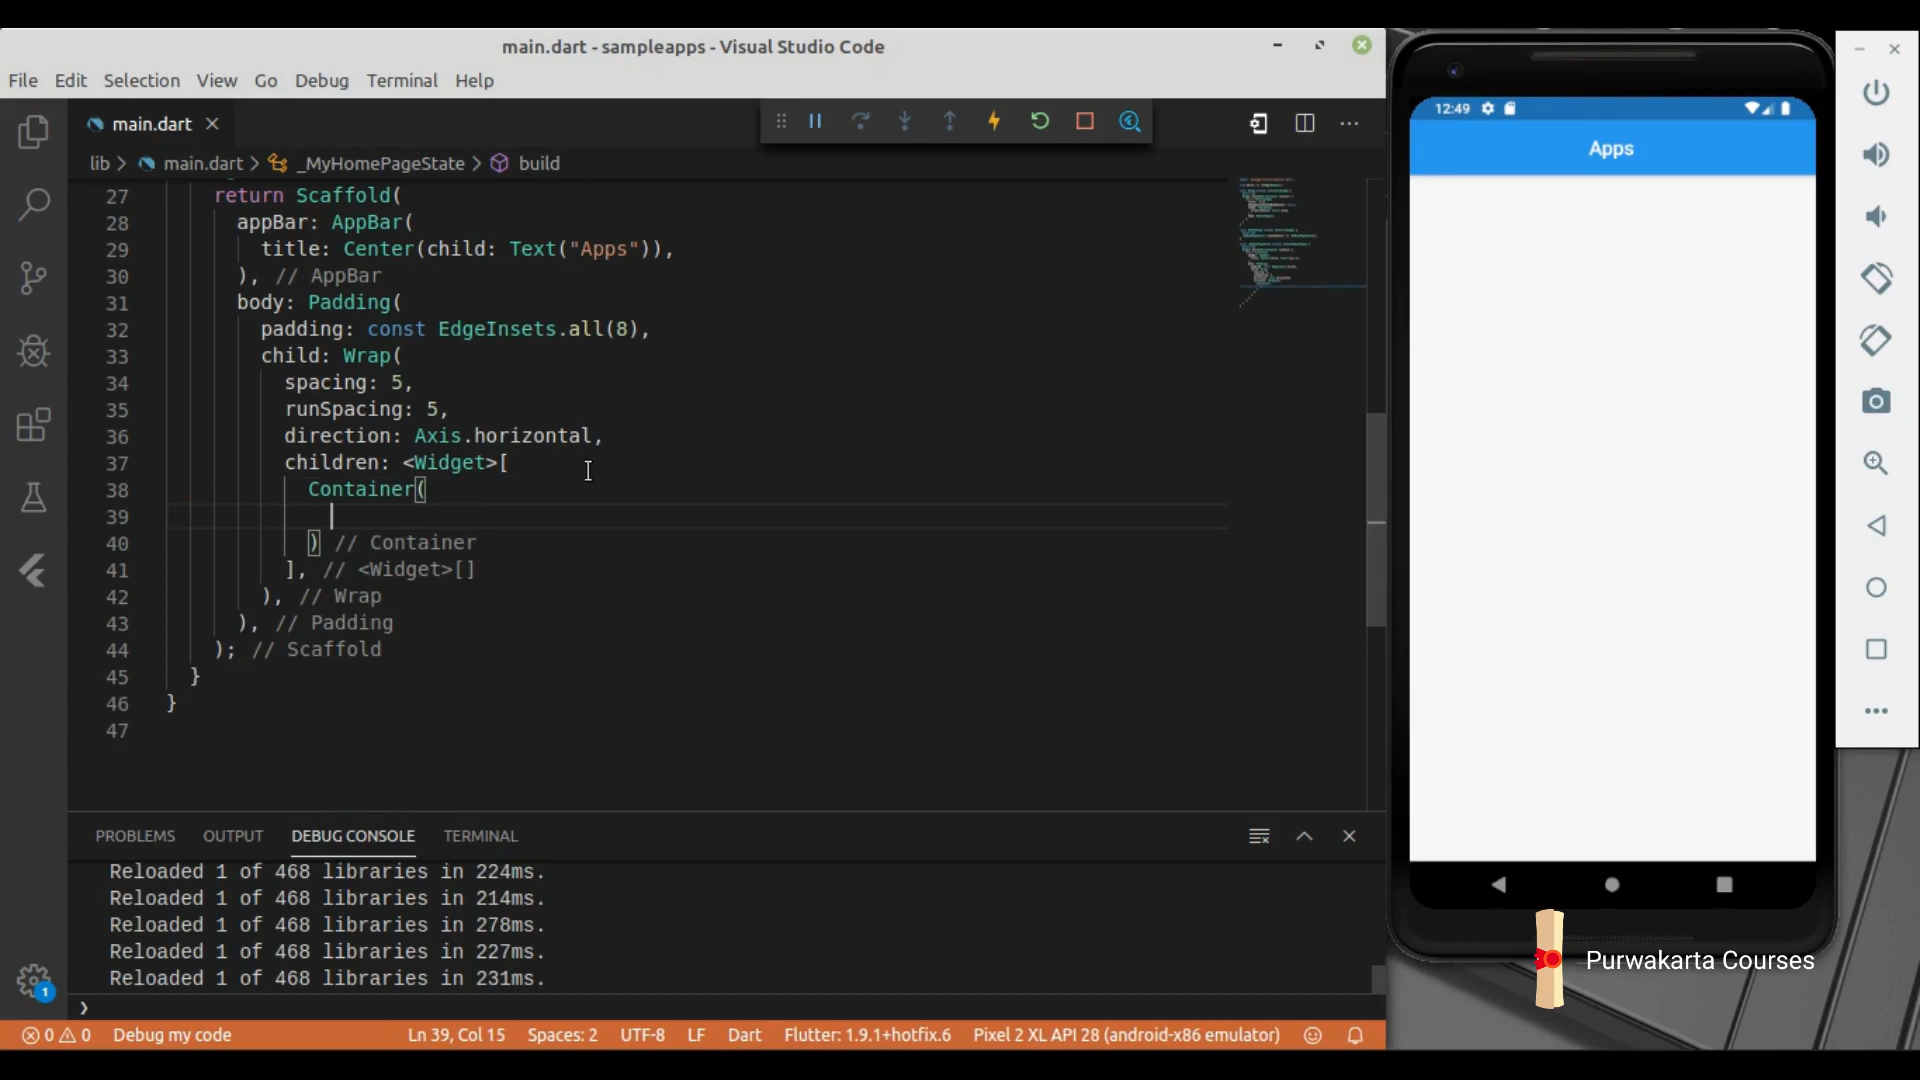 main.dart - sampleapps - Visual Studio Code
File Edit Selection View Go Debug Terminal Help
main.dart
lib > main.dart > _MyHomePageState > build
27 return Scaffold(
28 appBar: AppBar(
29 title: Center(child: Text("Apps")),
30 ), // AppBar
31 body: Padding(
32 padding: const EdgeInsets.all(8),
33 child: Wrap(
34 spacing: 5,
35 runSpacing: 5,
36 direction: Axis.horizontal,
37 children: <Widget>[
38 Container(
39
40 ) // Container
41 ], // <Widget>[]
42 ), // Wrap
43 ), // Padding
44 ); // Scaffold
45 }
46 }
47
PROBLEMS OUTPUT DEBUG CONSOLE TERMINAL
Reloaded 1 of 468 libraries in 224ms.
Reloaded 1 of 468 libraries in 214ms.
Reloaded 1 of 468 libraries in 278ms.
Reloaded 1 of 468 libraries in 227ms.
Reloaded 1 of 468 libraries in 231ms.
1
0 0 Debug my code Ln 39, Col 15 Spaces: 2 UTF-8 LF Dart Flutter: 1.9.1+hotfix.6 Pixel 2 XL API 28 (android-x86 emulator)
12:49
Apps
Purwakarta Courses